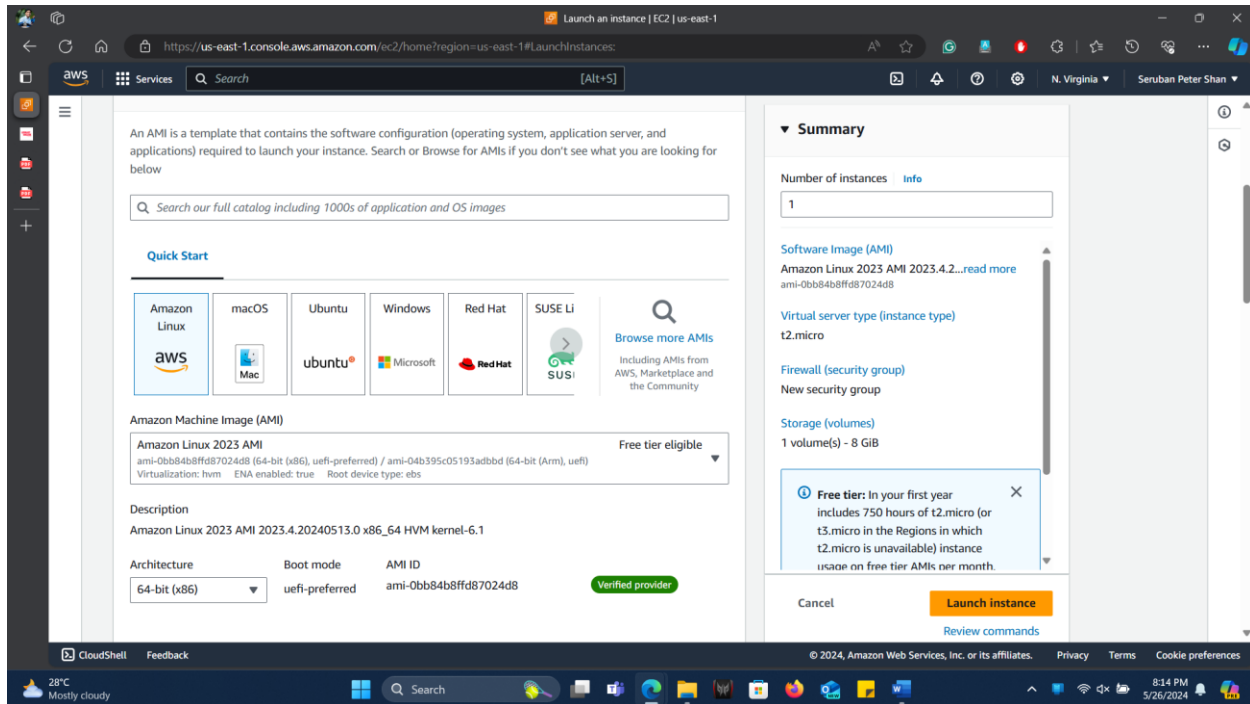 Launch an instance | EC2 | us-east-1
https://us-east-1.console.aws.amazon.com/ec2/home?region=us-east-1#LaunchInstances:
aws
Services
Search
[Alt+S]
N. Virginia
Seruban Peter Shan
An AMI is a template that contains the software configuration (operating system, application server, and
applications) required to launch your instance. Search or Browse for AMIs if you don't see what you are looking for
below
Search our full catalog including 1000s of application and OS images
Quick Start
Amazon
Linux
aws
macOS
Mac
Ubuntu
ubuntu
Windows
Microsoft
Red Hat
Red Hat
SUSE Li
SUS
Browse more AMIs
Including AMIs from
AWS, Marketplace and
the Community
Amazon Machine Image (AMI)
Amazon Linux 2023 AMI
Free tier eligible
ami-0bb84b8ffd87024d8 (64-bit (x86), uefi-preferred) / ami-04b395c05193adbbd (64-bit (Arm), uefi)
Virtualization: hvm ENA enabled: true Root device type: ebs
Description
Amazon Linux 2023 AMI 2023.4.20240513.0 x86_64 HVM kernel-6.1
Architecture
Boot mode
AMI ID
64-bit (x86)
uefi-preferred
ami-0bb84b8ffd87024d8
Verified provider
Summary
Number of instances Info
1
Software Image (AMI)
Amazon Linux 2023 AMI 2023.4.2...read more
ami-0bb84b8ffd87024d8
Virtual server type (instance type)
t2.micro
Firewall (security group)
New security group
Storage (volumes)
1 volume(s) - 8 GiB
Free tier: In your first year
includes 750 hours of t2.micro (or
t3.micro in the Regions in which
t2.micro is unavailable) instance
usage on free tier AMIs per month.
Cancel
Launch instance
Review commands
CloudShell
Feedback
© 2024, Amazon Web Services, Inc. or its affiliates.
Privacy
Terms
Cookie preferences
28°C
Mostly cloudy
Search
8:14 PM
5/26/2024